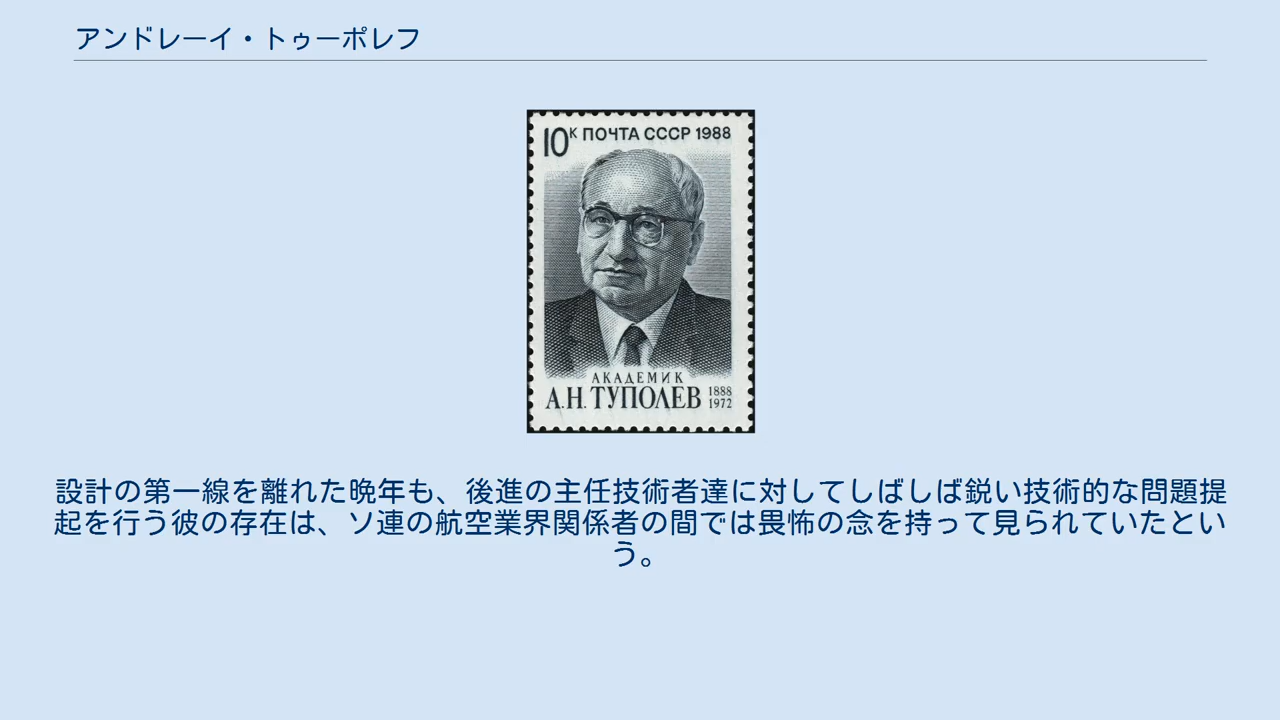 アンドレーイ・トゥーポレフ
10К ПОЧТА СССР 1988
АКАДЕМИК
А.Н. ТУПОЛЕВ 1888
1972
設計の第一線を離れた晩年も、後進の主任技術者達に対してしばしば鋭い技術的な問題提
起を行う彼の存在は、ソ連の航空業界関係者の間では畏怖の念を持って見られていたとい
う。